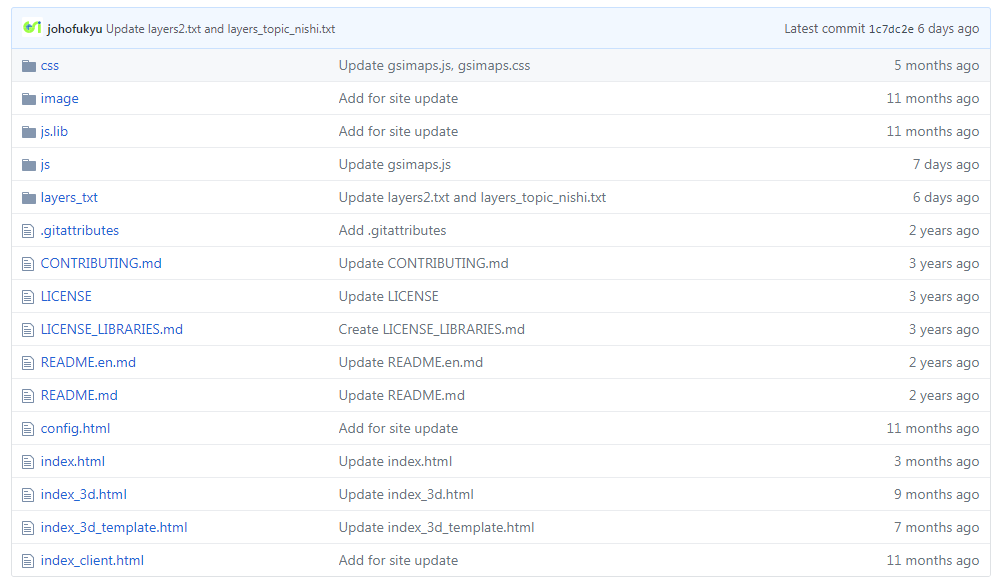 johofukyu Update layers2.txt and layers_topic_nishi.txt Latest commit 1c7dc2e 6 days ago
css Update gsimaps.js, gsimaps.css 5 months ago
image Add for site update 11 months ago
js.lib Add for site update 11 months ago
js Update gsimaps.js 7 days ago
layers_txt Update layers2.txt and layers_topic_nishi.txt 6 days ago
.gitattributes Add .gitattributes 2 years ago
CONTRIBUTING.md Update CONTRIBUTING.md 3 years ago
LICENSE Update LICENSE 3 years ago
LICENSE_LIBRARIES.md Create LICENSE_LIBRARIES.md 3 years ago
README.en.md Update README.en.md 2 years ago
README.md Update README.md 2 years ago
config.html Add for site update 11 months ago
index.html Update index.html 3 months ago
index_3d.html Update index_3d.html 9 months ago
index_3d_template.html Update index_3d_template.html 7 months ago
index_client.html Add for site update 11 months ago